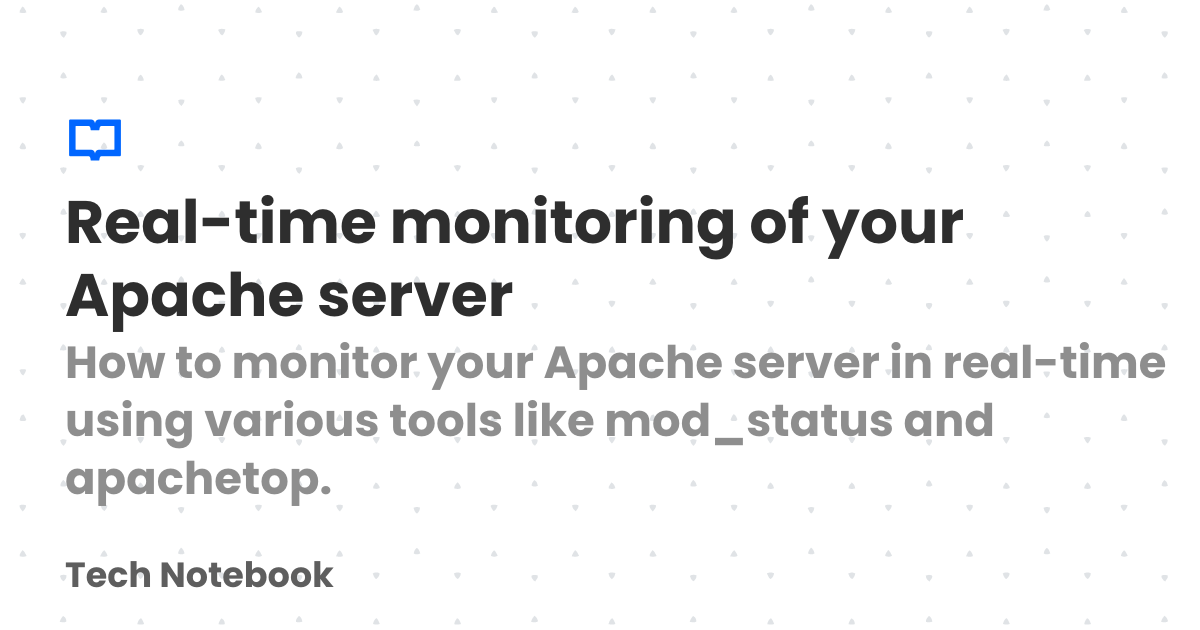 Real-time monitoring of your
Apache server
How to monitor your Apache server in real-time
using various tools like mod_status and
apachetop.
Tech Notebook